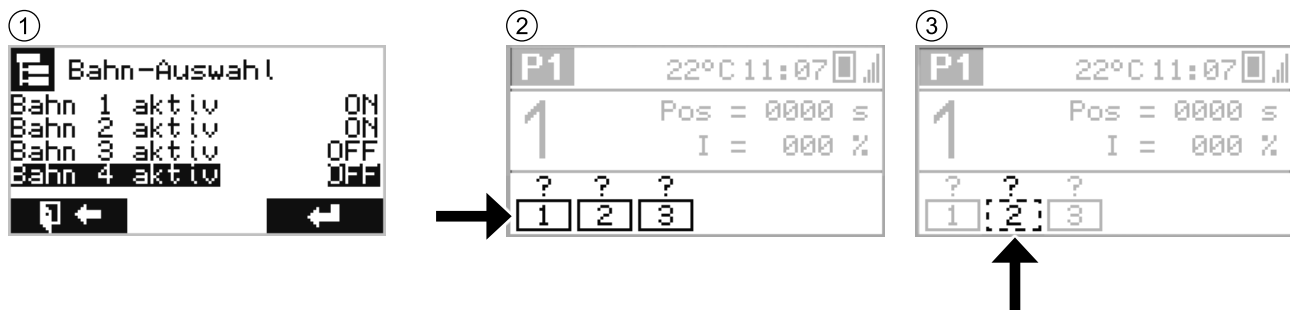 1
Bahn-Auswahl
Bahn 1 aktiv ON
Bahn 2 aktiv ON
Bahn 3 aktiv OFF
Bahn 4 aktiv OFF
2
P1 22°C 11:07
1 Pos = 0000 s
I = 000 %
? ? ?
1 2 3
3
P1 22°C 11:07
1 Pos = 0000 s
I = 000 %
? ? ?
1 2 3